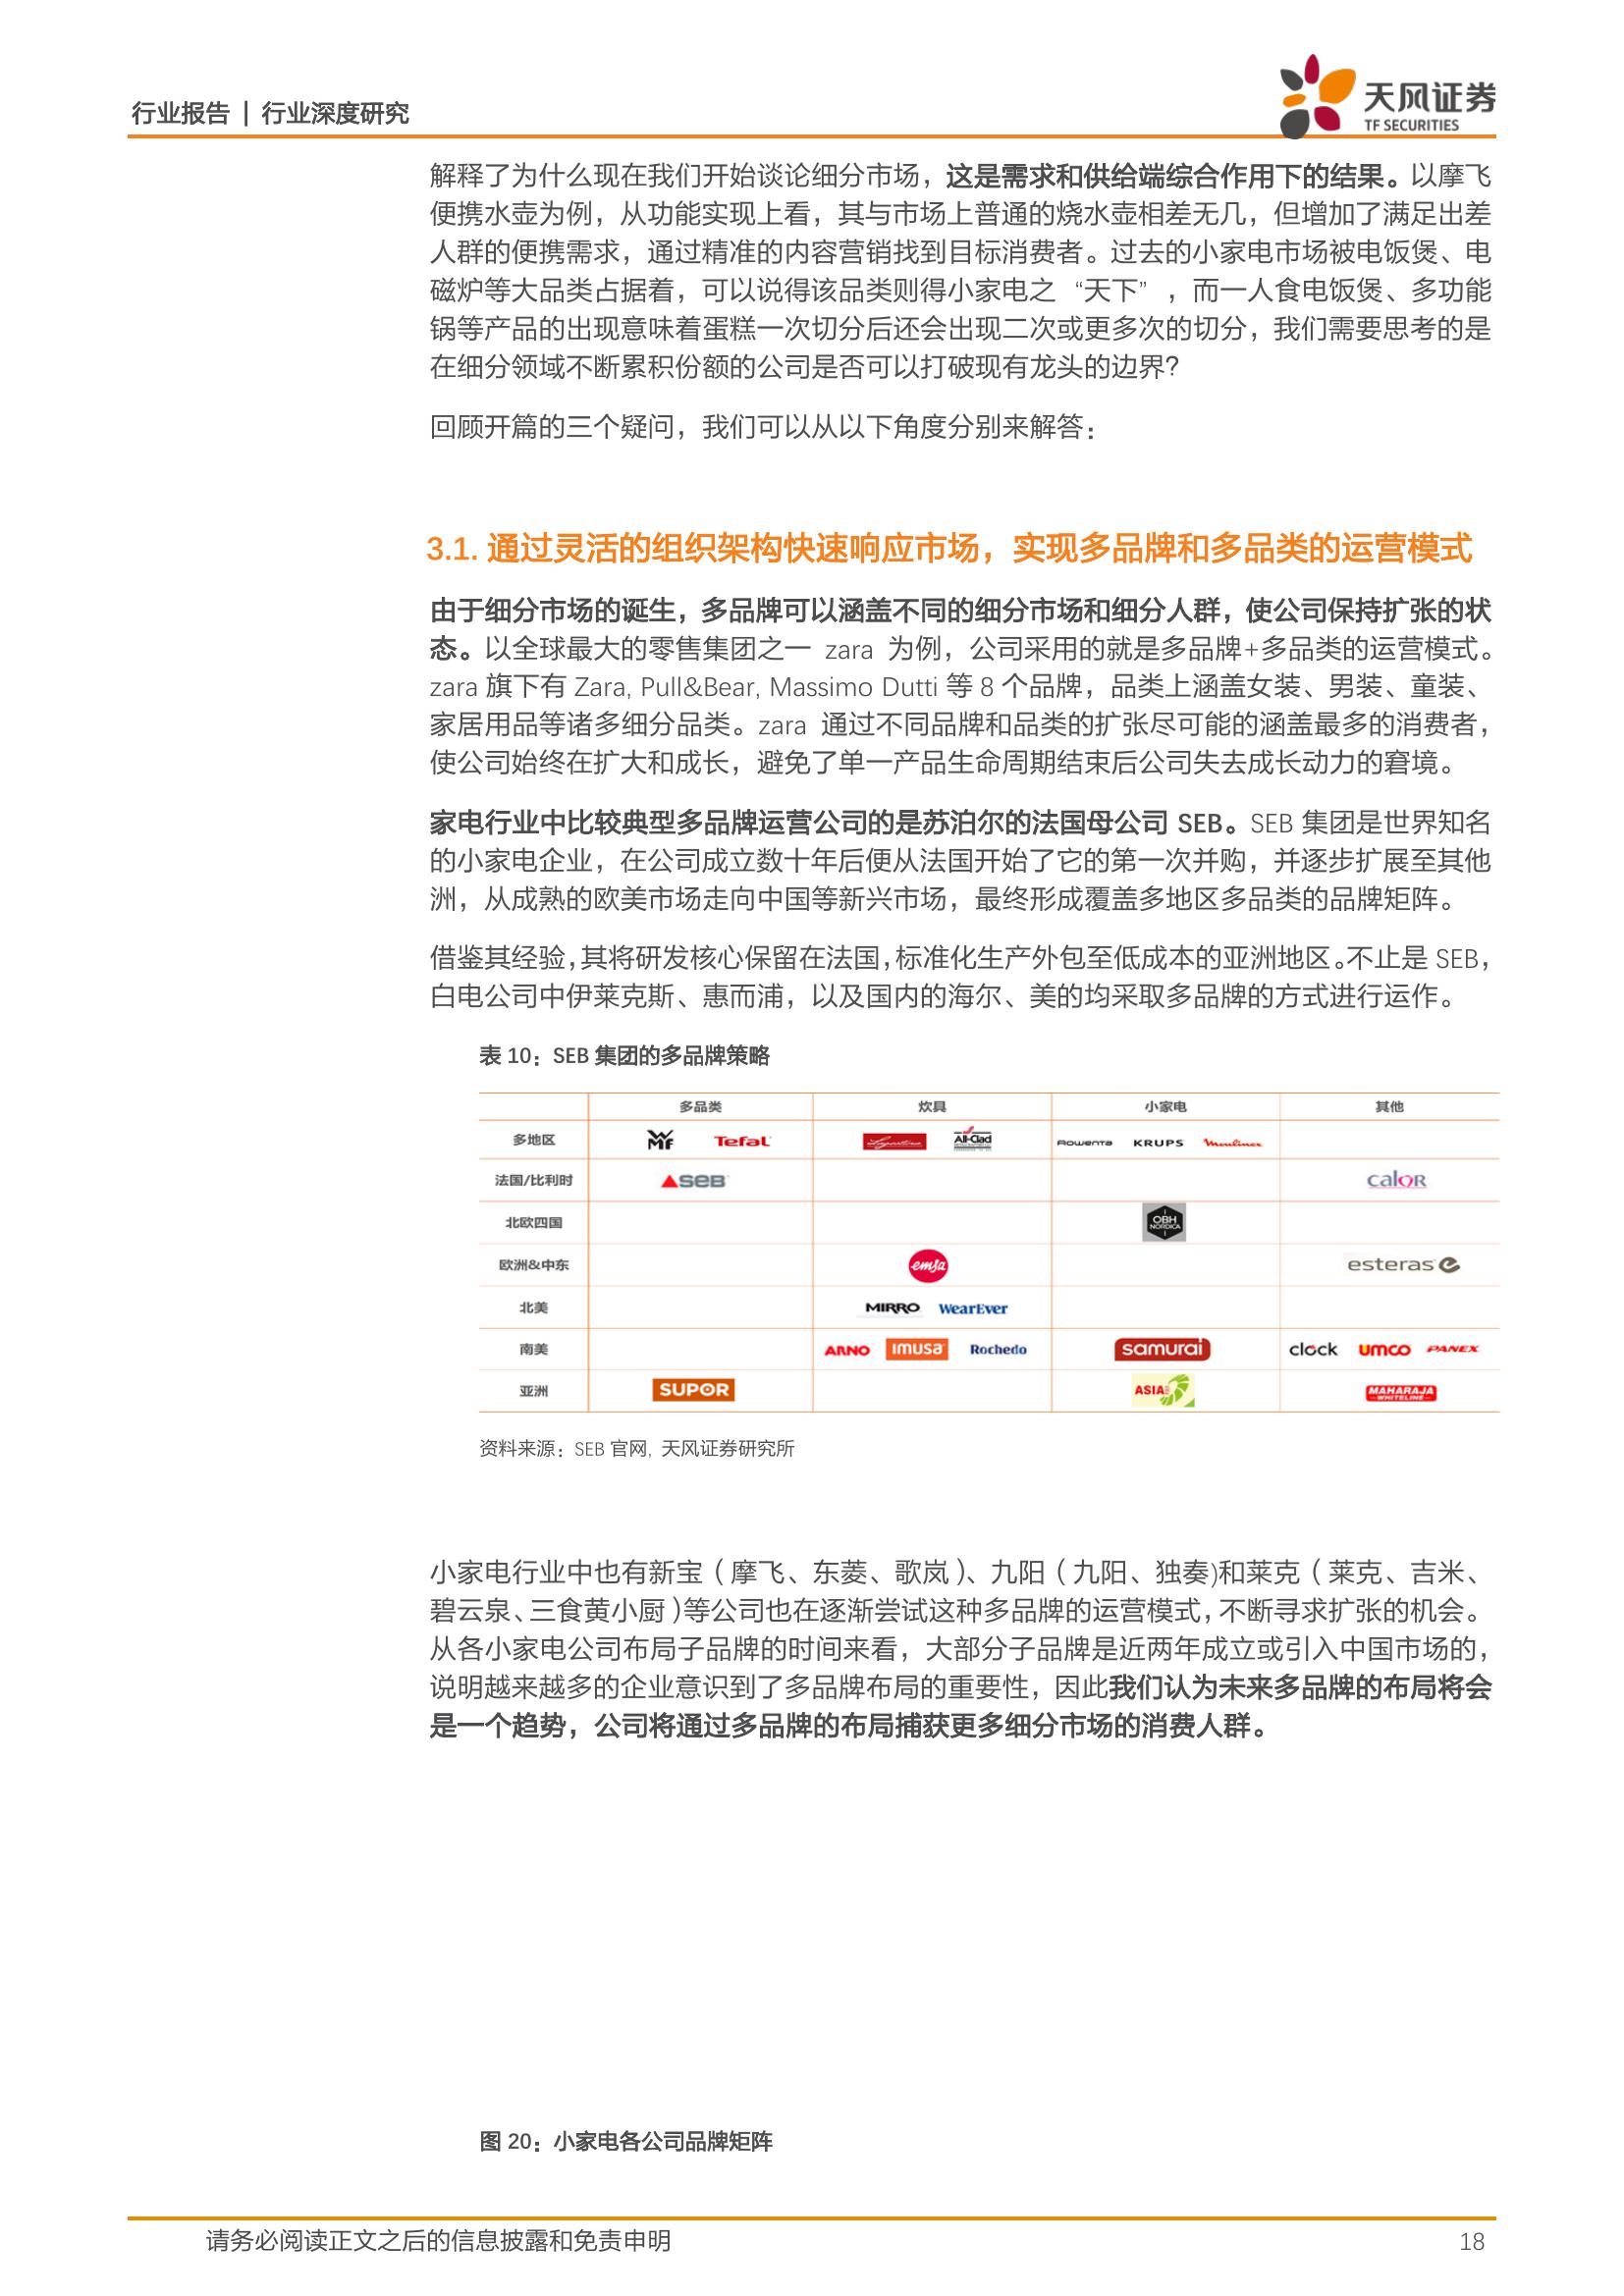 行业报告 | 行业深度研究
天风证券
TF SECURITIES
解释了为什么现在我们开始谈论细分市场，这是需求和供给端综合作用下的结果。以摩飞
便携水壶为例，从功能实现上看，其与市场上普通的烧水壶相差无几，但增加了满足出差
人群的便携需求，通过精准的内容营销找到目标消费者。过去的小家电市场被电饭煲、电
磁炉等大品类占据着，可以说得该品类则得小家电之 “天下” ，而一人食电饭煲、多功能
锅等产品的出现意味着蛋糕一次切分后还会出现二次或更多次的切分，我们需要思考的是
在细分领域不断累积份额的公司是否可以打破现有龙头的边界？
回顾开篇的三个疑问，我们可以从以下角度分别来解答：
3.1. 通过灵活的组织架构快速响应市场，实现多品牌和多品类的运营模式
由于细分市场的诞生，多品牌可以涵盖不同的细分市场和细分人群，使公司保持扩张的状
态。以全球最大的零售集团之一 zara 为例，公司采用的就是多品牌+多品类的运营模式。
zara 旗下有 Zara, Pull&Bear, Massimo Dutti 等 8 个品牌，品类上涵盖女装、男装、童装、
家居用品等诸多细分品类。zara 通过不同品牌和品类的扩张尽可能的涵盖最多的消费者，
使公司始终在扩大和成长，避免了单一产品生命周期结束后公司失去成长动力的窘境。
家电行业中比较典型多品牌运营公司的是苏泊尔的法国母公司 SEB。SEB 集团是世界知名
的小家电企业，在公司成立数十年后便从法国开始了它的第一次并购，并逐步扩展至其他
洲，从成熟的欧美市场走向中国等新兴市场，最终形成覆盖多地区多品类的品牌矩阵。
借鉴其经验，其将研发核心保留在法国，标准化生产外包至低成本的亚洲地区。不止是 SEB，
白电公司中伊莱克斯、惠而浦，以及国内的海尔、美的均采取多品牌的方式进行运作。
表 10：SEB 集团的多品牌策略
多品类 炊具 小家电 其他
多地区 WMF Tefal Lagostina All-Clad Rowenta KRUPS Moulinex
法国/比利时 SEB calor
北欧四国 OBH NORDICA
欧洲&中东 emsa esteras
北美 MIRRO WearEver
南美 ARNO IMUSA Rochedo samurai clock UMCO PANEX
亚洲 SUPOR ASIA MAHARAJA WHITELINE
资料来源：SEB 官网，天风证券研究所
小家电行业中也有新宝（摩飞、东菱、歌岚）、九阳（九阳、独奏)和莱克（莱克、吉米、
碧云泉、三食黄小厨）等公司也在逐渐尝试这种多品牌的运营模式，不断寻求扩张的机会。
从各小家电公司布局子品牌的时间来看，大部分子品牌是近两年成立或引入中国市场的，
说明越来越多的企业意识到了多品牌布局的重要性，因此我们认为未来多品牌的布局将会
是一个趋势，公司将通过多品牌的布局捕获更多细分市场的消费人群。
图 20：小家电各公司品牌矩阵
请务必阅读正文之后的信息披露和免责申明 18